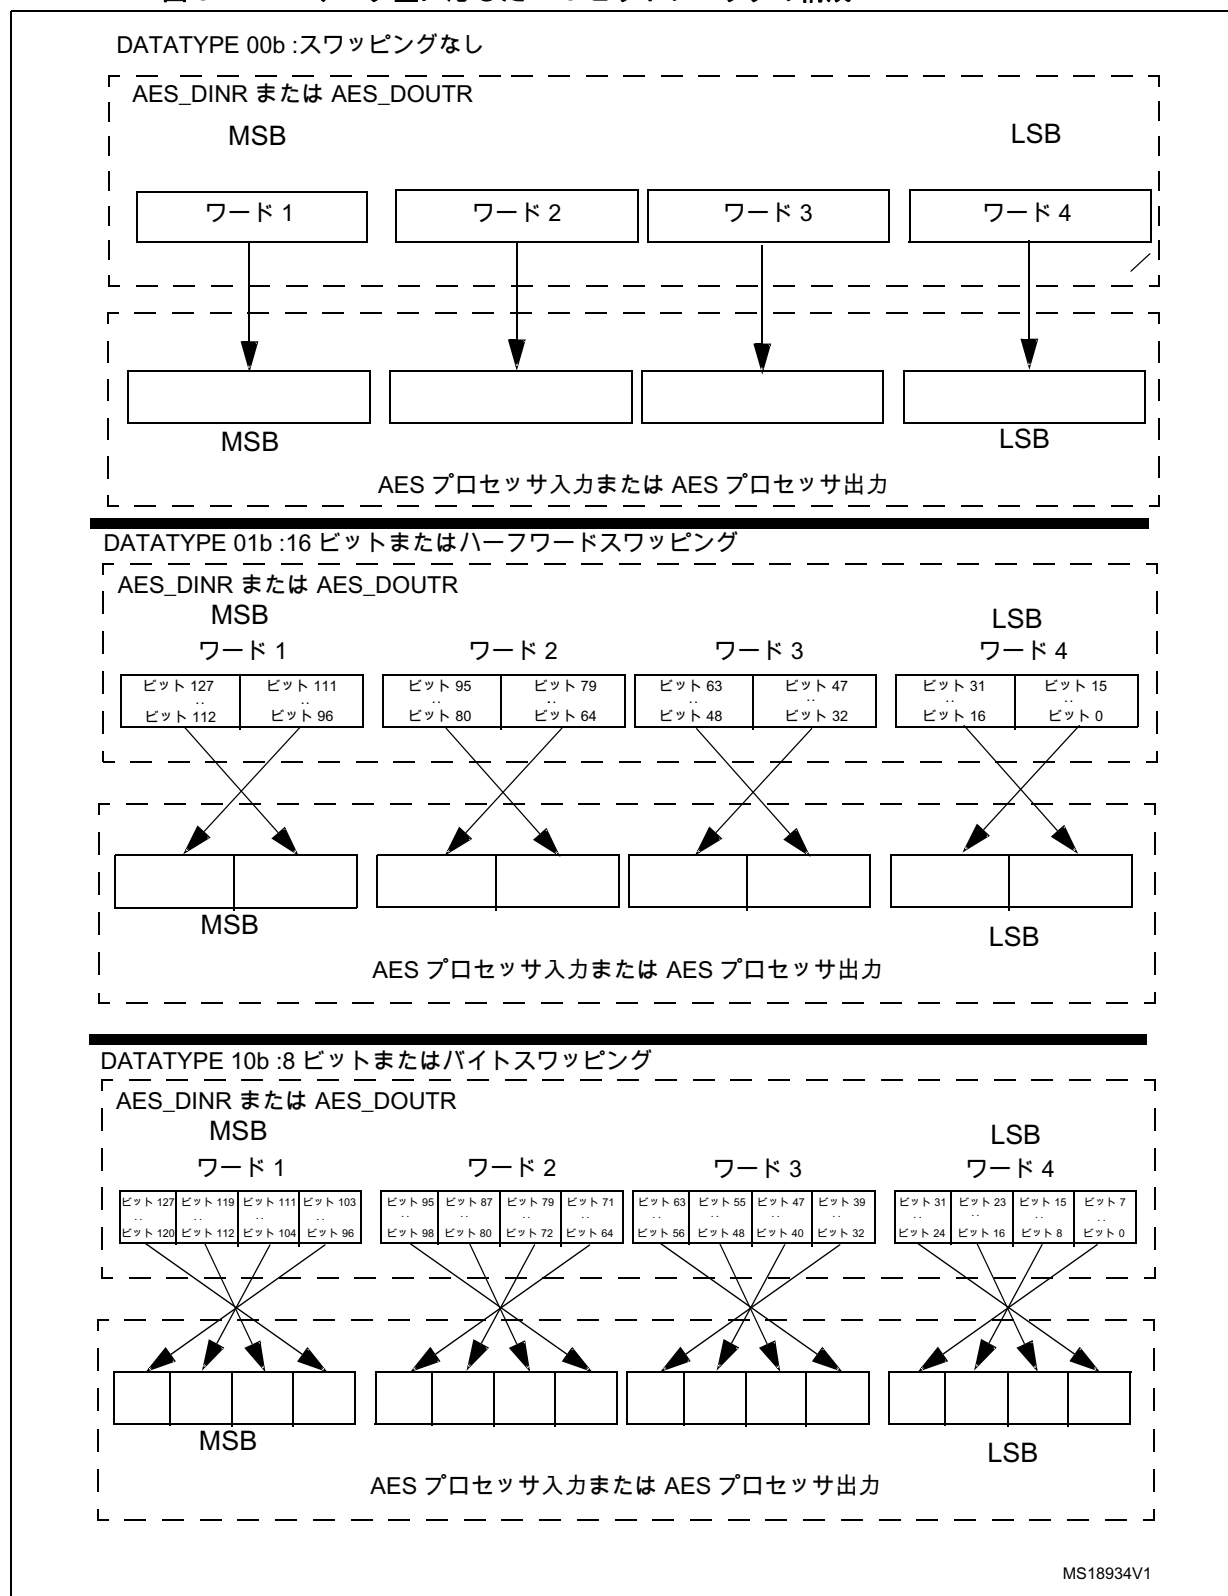 DATATYPE 00b :スワッピングなし
AES_DINR または AES_DOUTR
MSB LSB
ワード 1 ワード 2 ワード 3 ワード 4
MSB LSB
AES プロセッサ入力または AES プロセッサ出力
DATATYPE 01b :16 ビットまたはハーフワードスワッピング
AES_DINR または AES_DOUTR
MSB LSB
ワード 1 ワード 2 ワード 3 ワード 4
ビット 127 ビット 111 ビット 95 ビット 79 ビット 63 ビット 47 ビット 31 ビット 15
.. .. .. .. .. .. .. ..
ビット 112 ビット 96 ビット 80 ビット 64 ビット 48 ビット 32 ビット 16 ビット 0
MSB LSB
AES プロセッサ入力または AES プロセッサ出力
DATATYPE 10b :8 ビットまたはバイトスワッピング
AES_DINR または AES_DOUTR
MSB LSB
ワード 1 ワード 2 ワード 3 ワード 4
ビット 127 ビット 119 ビット 111 ビット 103 ビット 95 ビット 87 ビット 79 ビット 71 ビット 63 ビット 55 ビット 47 ビット 39 ビット 31 ビット 23 ビット 15 ビット 7
.. .. .. .. .. .. .. .. .. .. .. .. .. .. .. ..
ビット 120 ビット 112 ビット 104 ビット 96 ビット 98 ビット 80 ビット 72 ビット 64 ビット 56 ビット 48 ビット 40 ビット 32 ビット 24 ビット 16 ビット 8 ビット 0
MSB LSB
AES プロセッサ入力または AES プロセッサ出力
MS18934V1